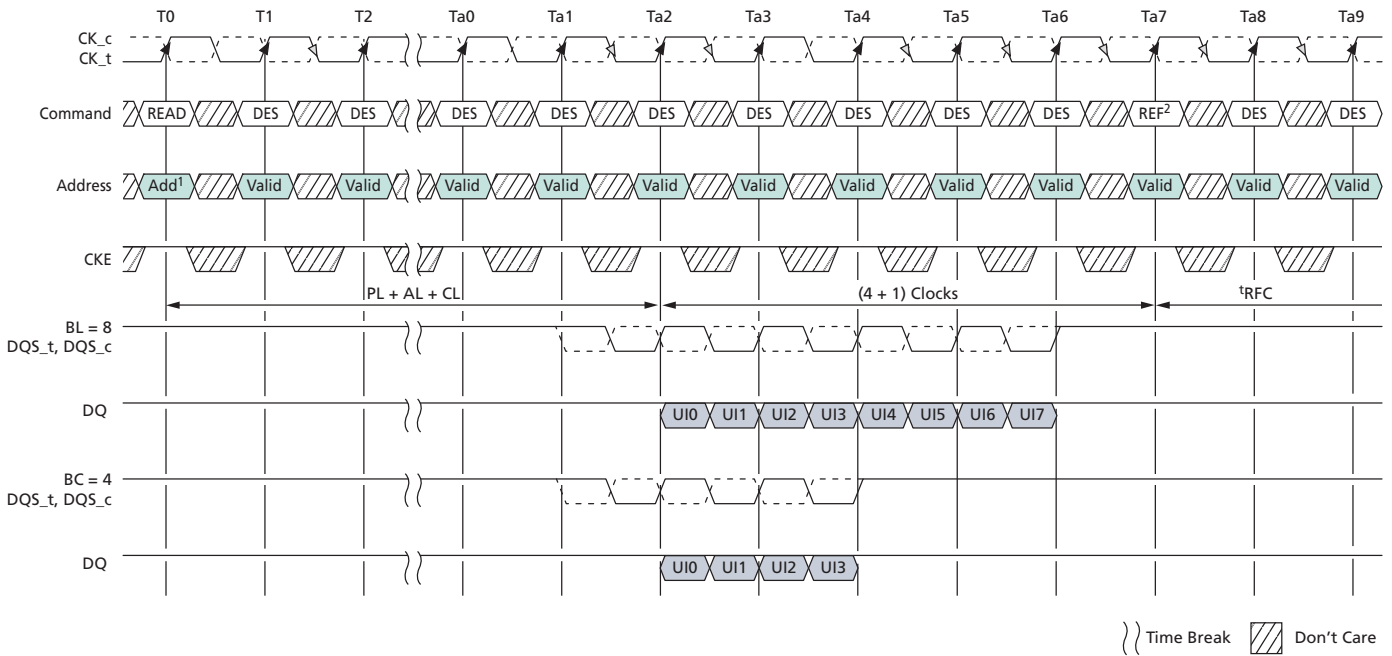 T0 T1 T2 Ta0 Ta1 Ta2 Ta3 Ta4 Ta5 Ta6 Ta7 Ta8 Ta9
CK_c
CK_t
Command READ DES DES DES DES DES DES DES DES DES REF² DES DES
Address Add¹ Valid Valid Valid Valid Valid Valid Valid Valid Valid Valid Valid Valid
CKE
PL + AL + CL (4 + 1) Clocks ᵗRFC
BL = 8
DQS_t, DQS_c
DQ UI0 UI1 UI2 UI3 UI4 UI5 UI6 UI7
BC = 4
DQS_t, DQS_c
DQ UI0 UI1 UI2 UI3
Time Break Don't Care